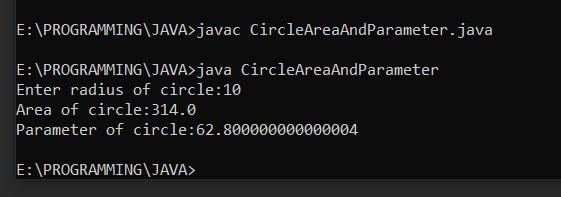 E:\PROGRAMMING\JAVA>javac CircleAreaAndParameter.java
E:\PROGRAMMING\JAVA>java CircleAreaAndParameter
Enter radius of circle:10
Area of circle:314.0
Parameter of circle:62.800000000000004
E:\PROGRAMMING\JAVA>